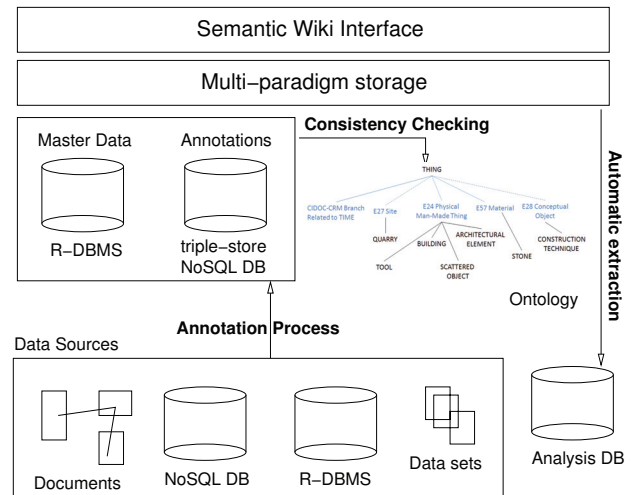 Semantic Wiki Interface
Multi−paradigm storage
Master Data
Annotations
R−DBMS
triple−store
NoSQL DB
Consistency Checking
THING
CIDOC-CRM Branch
Related to TIME
E27 Site
E24 Physical
Man-Made Thing
E57 Material
E28 Conceptual
Object
QUARRY
BUILDING
ARCHITECTURAL
ELEMENT
CONSTRUCTION
TECHNIQUE
STONE
TOOL
SCATTERED
OBJECT
Ontology
Automatic extraction
Annotation Process
Data Sources
Documents
NoSQL DB
R−DBMS
Data sets
Analysis DB